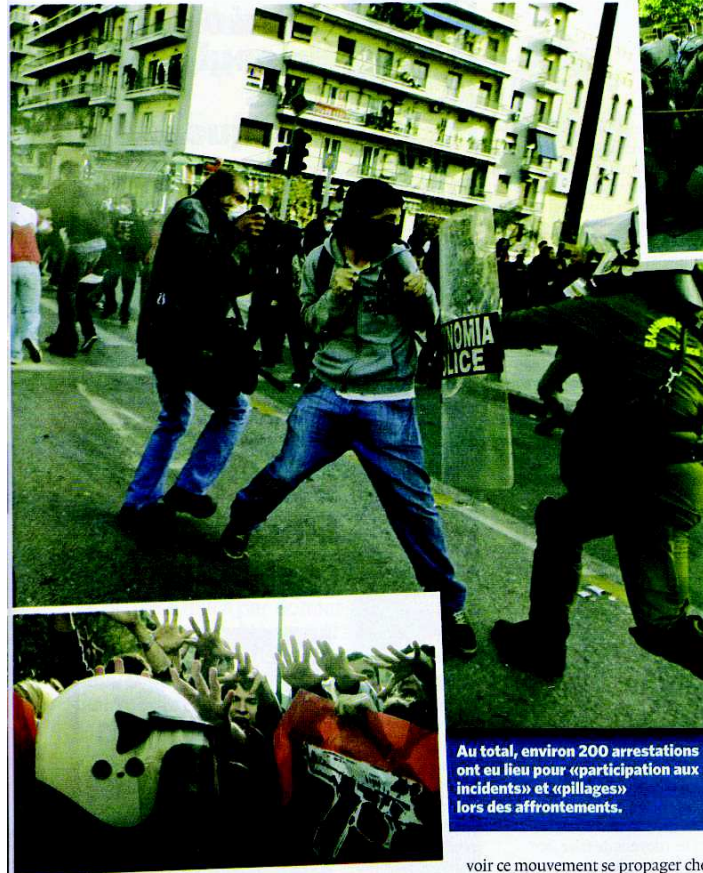 NOMIA
LICE
Au total, environ 200 arrestations
ont eu lieu pour «participation aux
incidents» et «pillages»
lors des affrontements.
voir ce mouvement se propager che